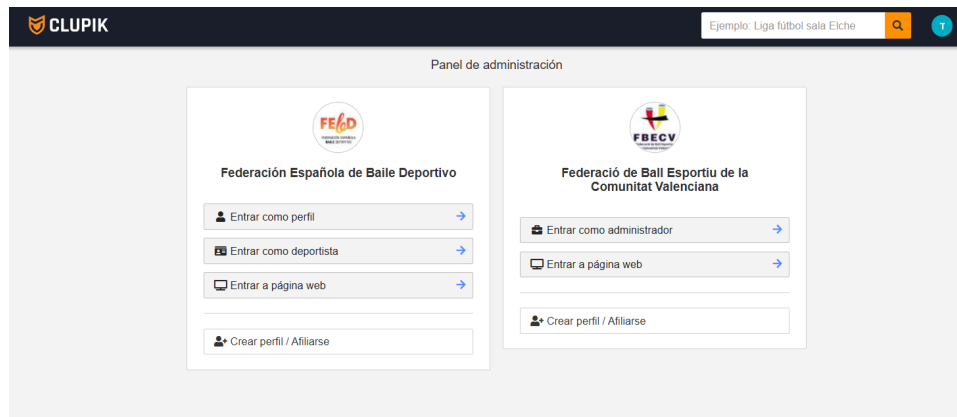 CLUPIK
Ejemplo: Liga fútbol sala Elche
T
Panel de administración
FEbD
BAILE DEPORTIVO
Federación Española de Baile Deportivo
Entrar como perfil
Entrar como deportista
Entrar a página web
Crear perfil / Afiliarse
FBECV
Federació de Ball Esportiu de la
Comunitat Valenciana
Entrar como administrador
Entrar a página web
Crear perfil / Afiliarse